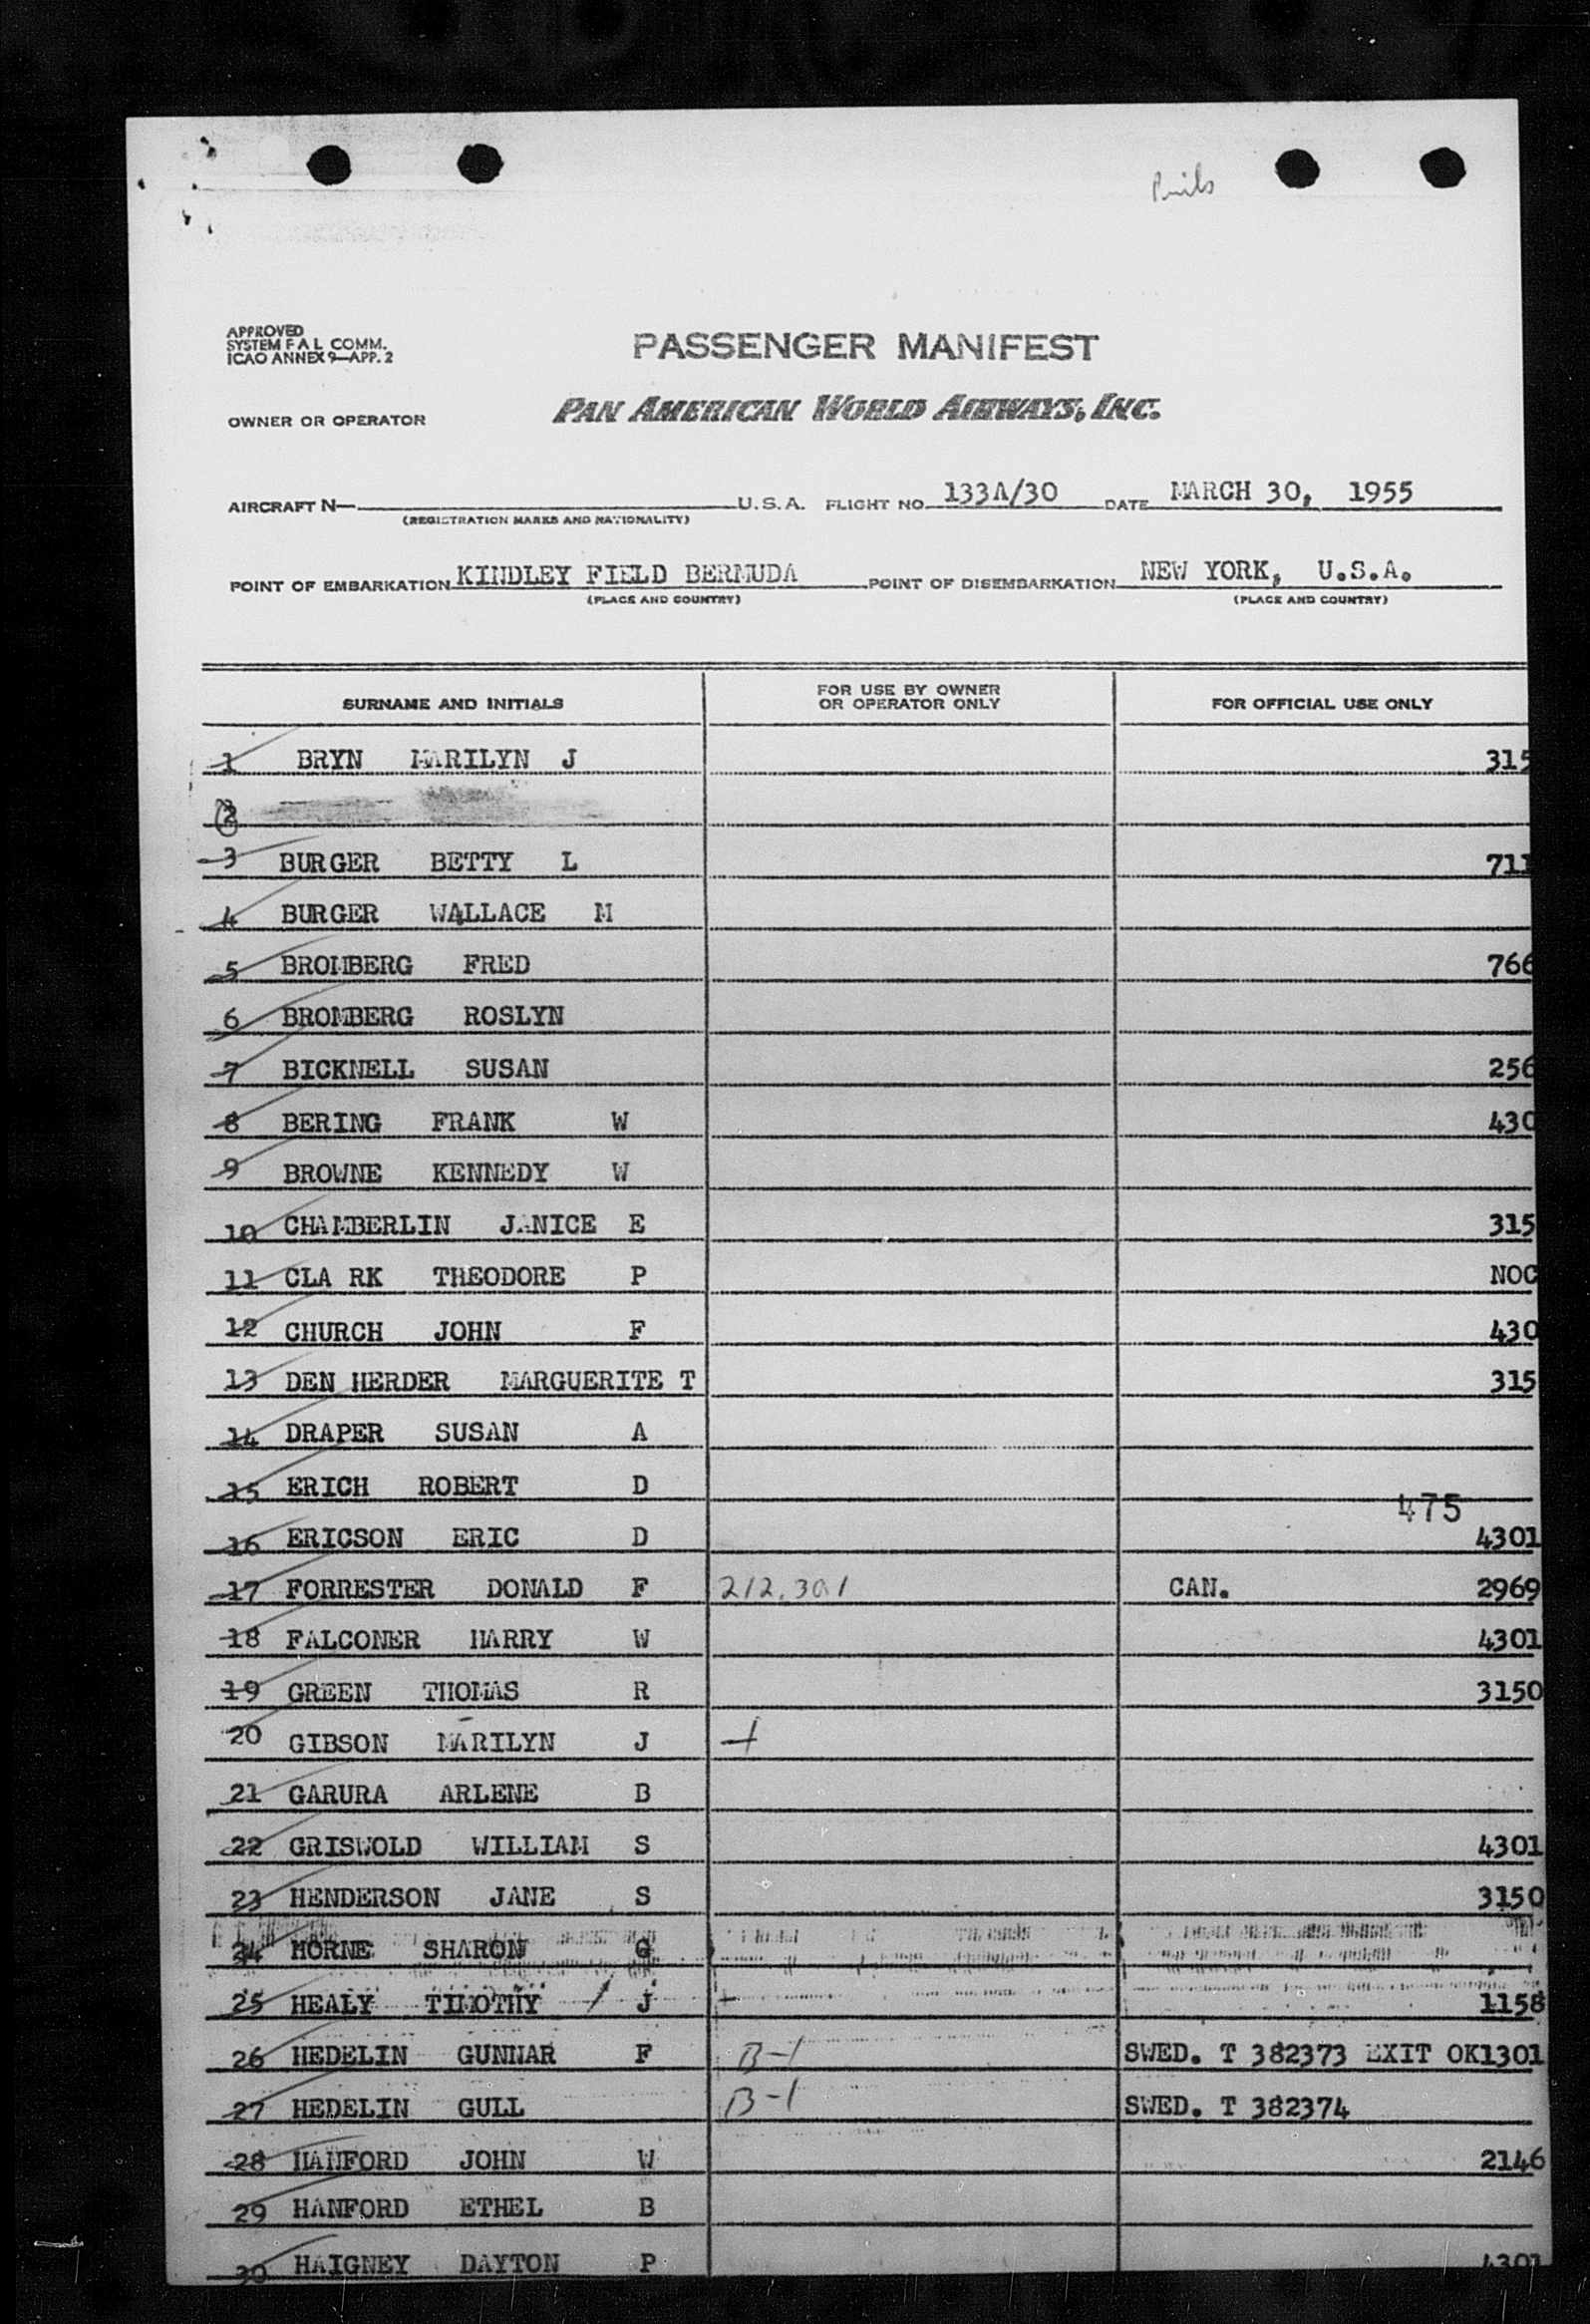 APPROVED
SYSTEM F A L COMM.
ICAO ANNEX 9—APP. 2
PASSENGER MANIFEST
OWNER OR OPERATOR PAN AMERICAN WORLD AIRWAYS, INC.
AIRCRAFT N— U.S.A. FLIGHT NO 133A/30 DATE MARCH 30, 1955
(REGISTRATION MARKS AND NATIONALITY)
POINT OF EMBARKATION KINDLEY FIELD BERMUDA POINT OF DISEMBARKATION NEW YORK, U.S.A.
(PLACE AND COUNTRY) (PLACE AND COUNTRY)
SURNAME AND INITIALS FOR USE BY OWNER OR OPERATOR ONLY FOR OFFICIAL USE ONLY
1 BRYN MARILYN J 315
2
3 BURGER BETTY L 711
4 BURGER WALLACE M
5 BROMBERG FRED 766
6 BROMBERG ROSLYN
7 BICKNELL SUSAN 256
8 BERING FRANK W 430
9 BROWNE KENNEDY W
10 CHAMBERLIN JANICE E 315
11 CLA RK THEODORE P NOC
12 CHURCH JOHN F 430
13 DEN HERDER MARGUERITE T 315
14 DRAPER SUSAN A
15 ERICH ROBERT D
475
16 ERICSON ERIC D 4301
17 FORRESTER DONALD F 212.301 CAN. 2969
18 FALCONER HARRY W 4301
19 GREEN THOMAS R 3150
20 GIBSON MARILYN J
21 GARURA ARLENE B
22 GRISWOLD WILLIAM S 4301
23 HENDERSON JANE S 3150
24 HORNE SHARON G
25 HEALY TIMOTHY J 1158
26 HEDELIN GUNNAR F B-1 SWED. T 382373 EXIT OK1301
27 HEDELIN GULL B-1 SWED. T 382374
28 HANFORD JOHN W 2146
29 HANFORD ETHEL B
30 HAIGNEY DAYTON P 4301